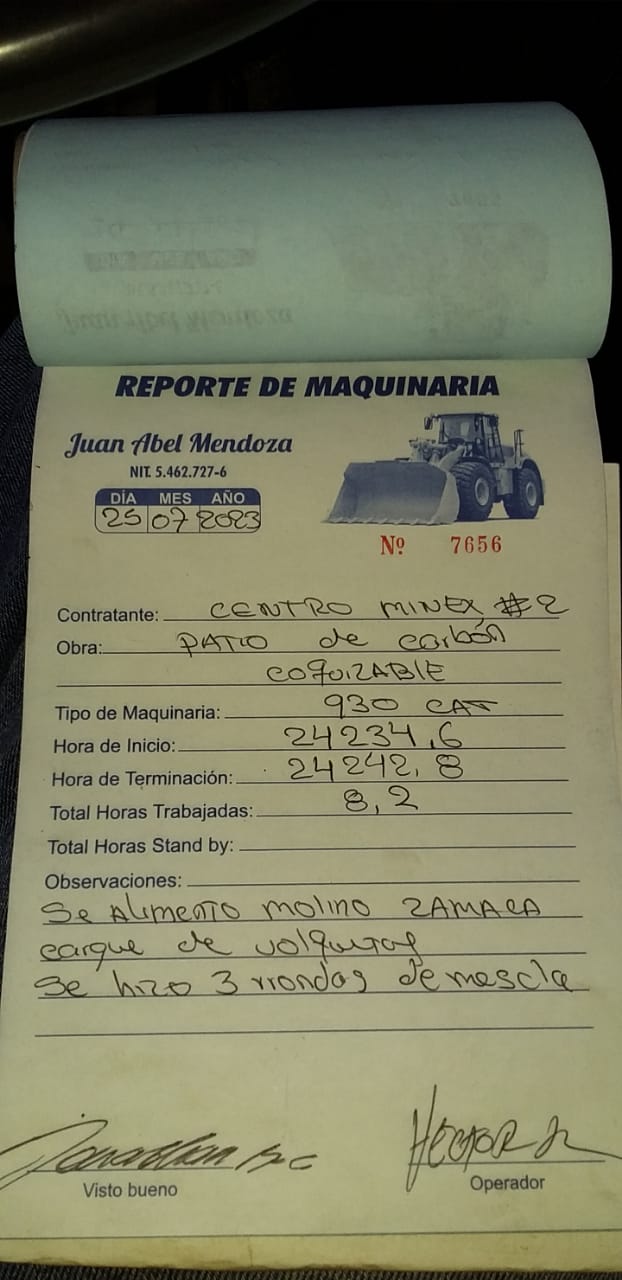 REPORTE DE MAQUINARIA
Juan Abel Mendoza
NIT. 5.462.727-6
DÍA MES AÑO
25 07 2023
Nº 7656
Contratante: CENTRO MINEX #2
Obra: PATIO de carbón
COQUIZABLE
Tipo de Maquinaria: 930 CAT
Hora de Inicio: 24234,6
Hora de Terminación: 24242,8
Total Horas Trabajadas: 8,2
Total Horas Stand by:
Observaciones:
Se Alimento molino ZAMACA
cargue de volquetas
Se hizo 3 rrondas de mescla
Visto bueno
HECTOR
Operador